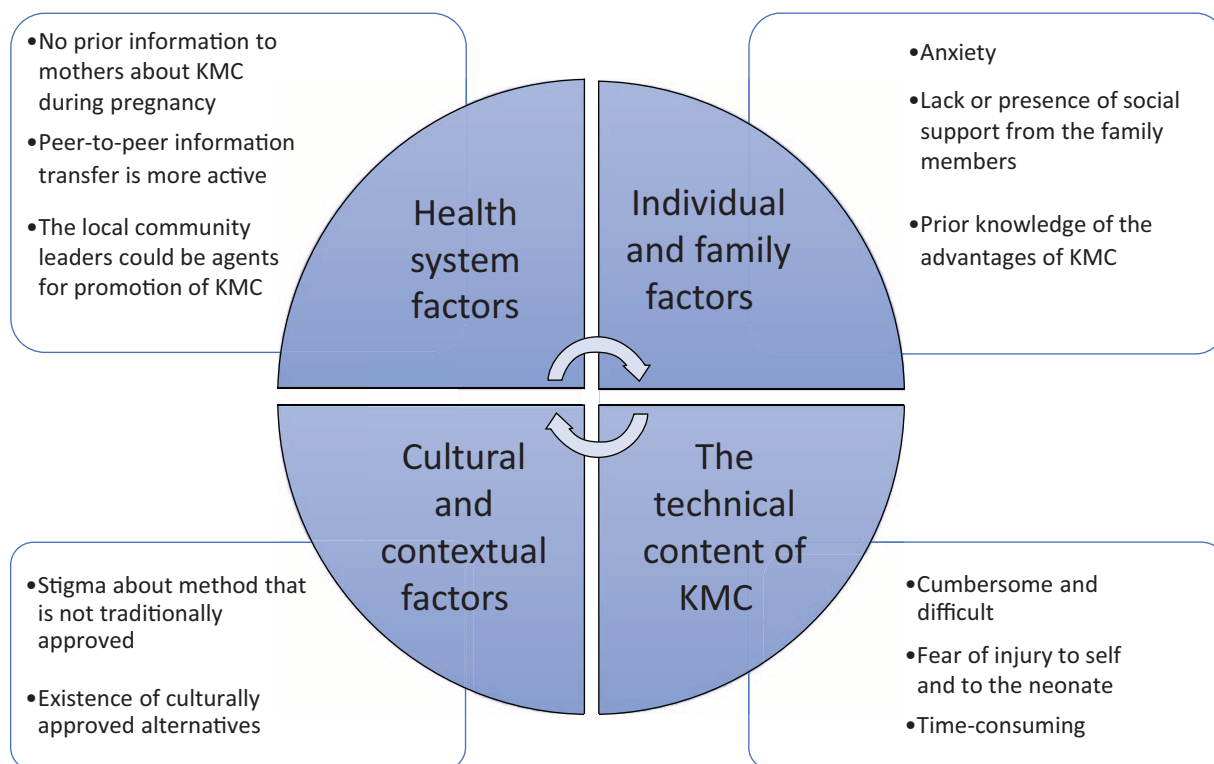 •No prior information to
mothers about KMC
during pregnancy
•Peer-to-peer information
transfer is more active
•The local community
leaders could be agents
for promotion of KMC
Health
system
factors
Individual
and family
factors
•Anxiety
•Lack or presence of social
support from the family
members
•Prior knowledge of the
advantages of KMC
•Stigma about method that
is not traditionally
approved
•Existence of culturally
approved alternatives
Cultural
and
contextual
factors
The
technical
content of
KMC
•Cumbersome and
difficult
•Fear of injury to self
and to the neonate
•Time-consuming